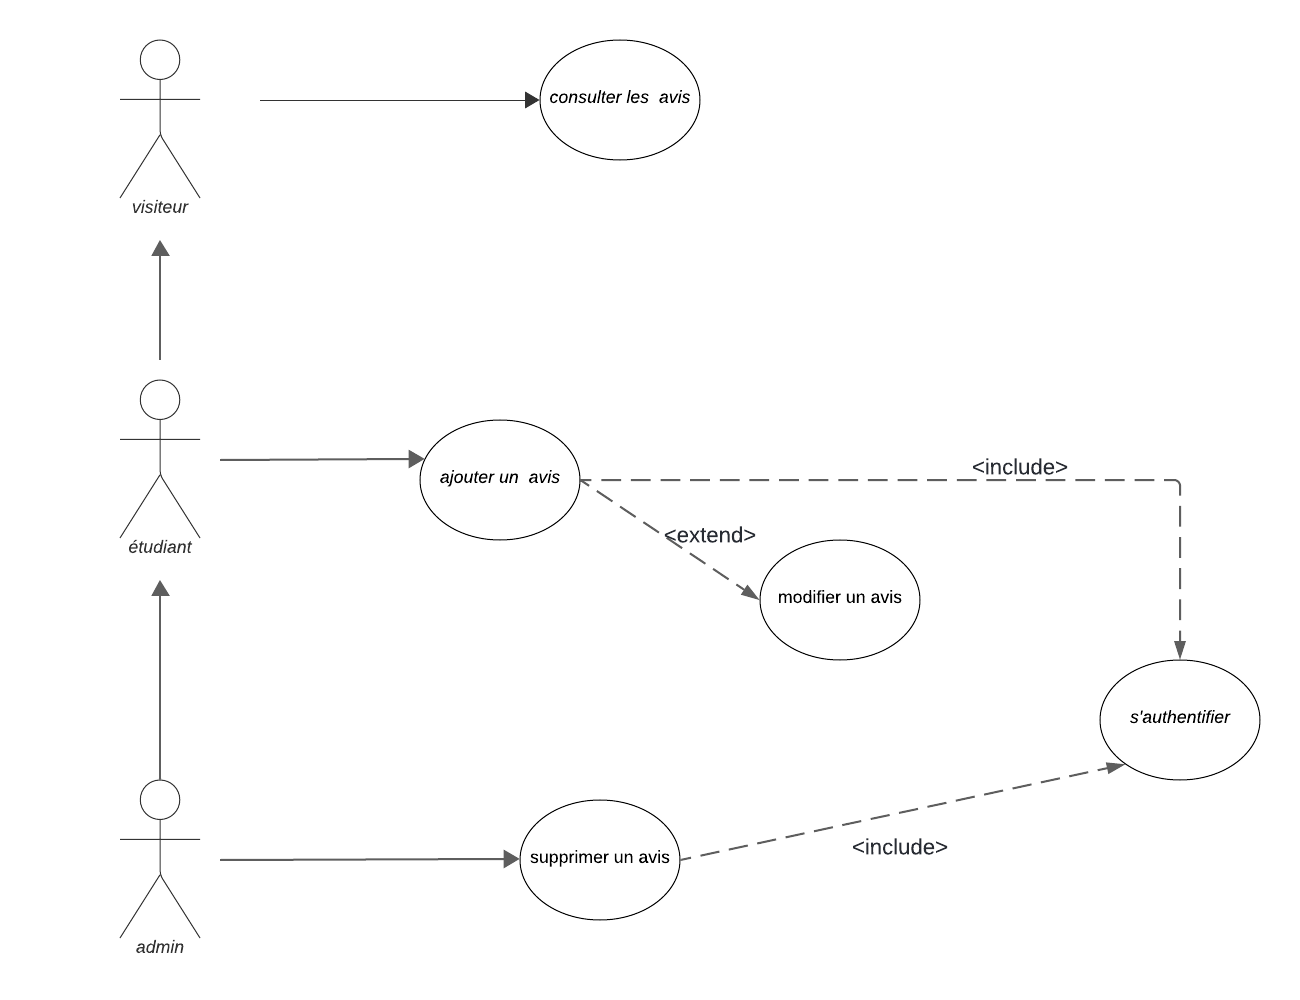 consulter les  avis
visiteur
<include>
ajouter un  avis
<extend>
étudiant
modifier un avis
s'authentifier
<include>
supprimer un avis
admin